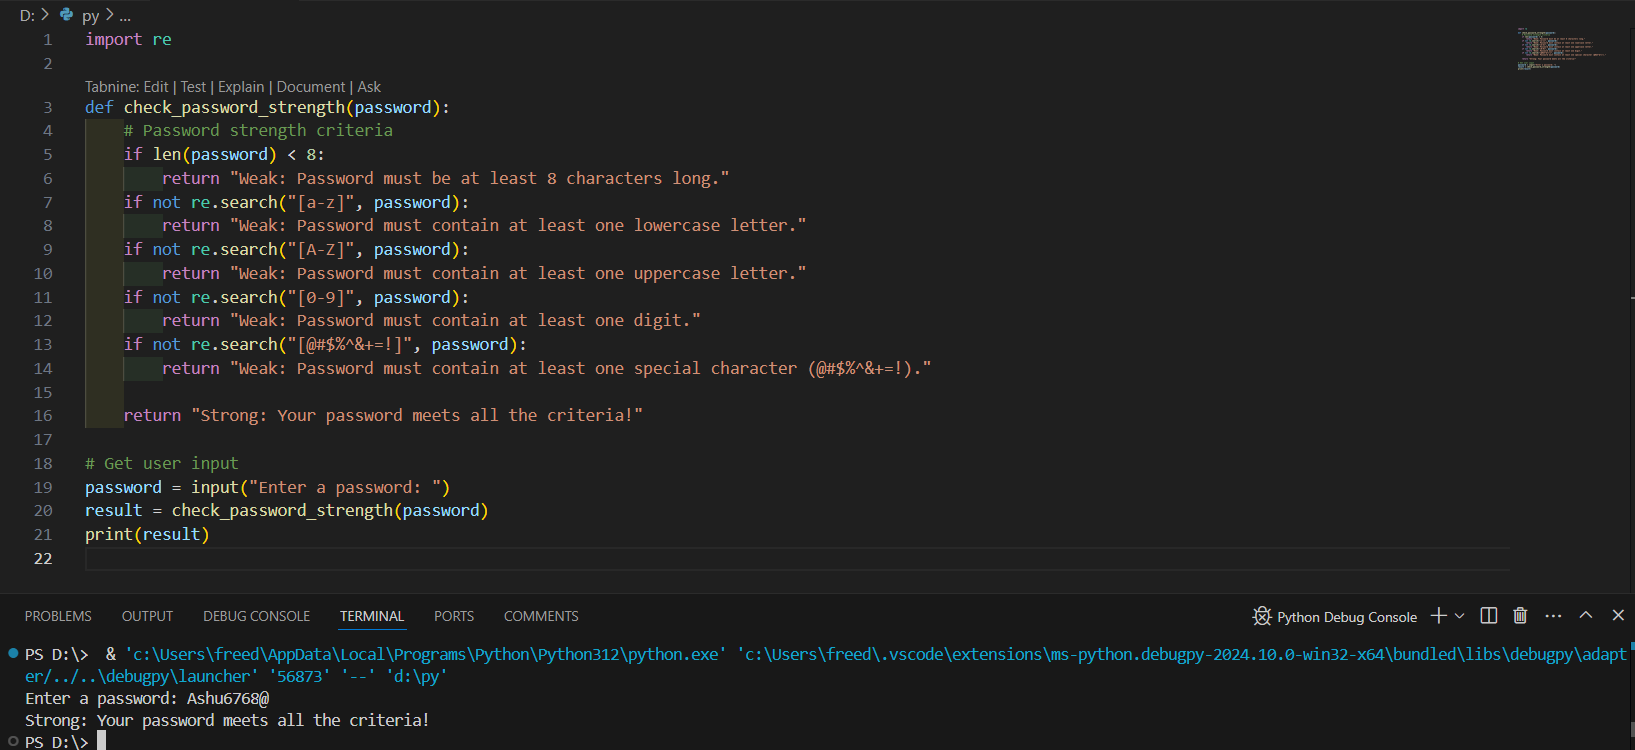 D: > py > ...
1 import re
2
Tabnine: Edit | Test | Explain | Document | Ask
3 def check_password_strength(password):
4     # Password strength criteria
5     if len(password) < 8:
6         return "Weak: Password must be at least 8 characters long."
7     if not re.search("[a-z]", password):
8         return "Weak: Password must contain at least one lowercase letter."
9     if not re.search("[A-Z]", password):
10         return "Weak: Password must contain at least one uppercase letter."
11     if not re.search("[0-9]", password):
12         return "Weak: Password must contain at least one digit."
13     if not re.search("[@#$%^&+=!]", password):
14         return "Weak: Password must contain at least one special character (@#$%^&+=!)."
15
16     return "Strong: Your password meets all the criteria!"
17
18 # Get user input
19 password = input("Enter a password: ")
20 result = check_password_strength(password)
21 print(result)
22
PROBLEMS OUTPUT DEBUG CONSOLE TERMINAL PORTS COMMENTS Python Debug Console
PS D:\>  & 'c:\Users\freed\AppData\Local\Programs\Python\Python312\python.exe' 'c:\Users\freed\.vscode\extensions\ms-python.debugpy-2024.10.0-win32-x64\bundled\libs\debugpy\adapt
er/../..\debugpy\launcher' '56873' '--' 'd:\py'
Enter a password: Ashu6768@
Strong: Your password meets all the criteria!
PS D:\>